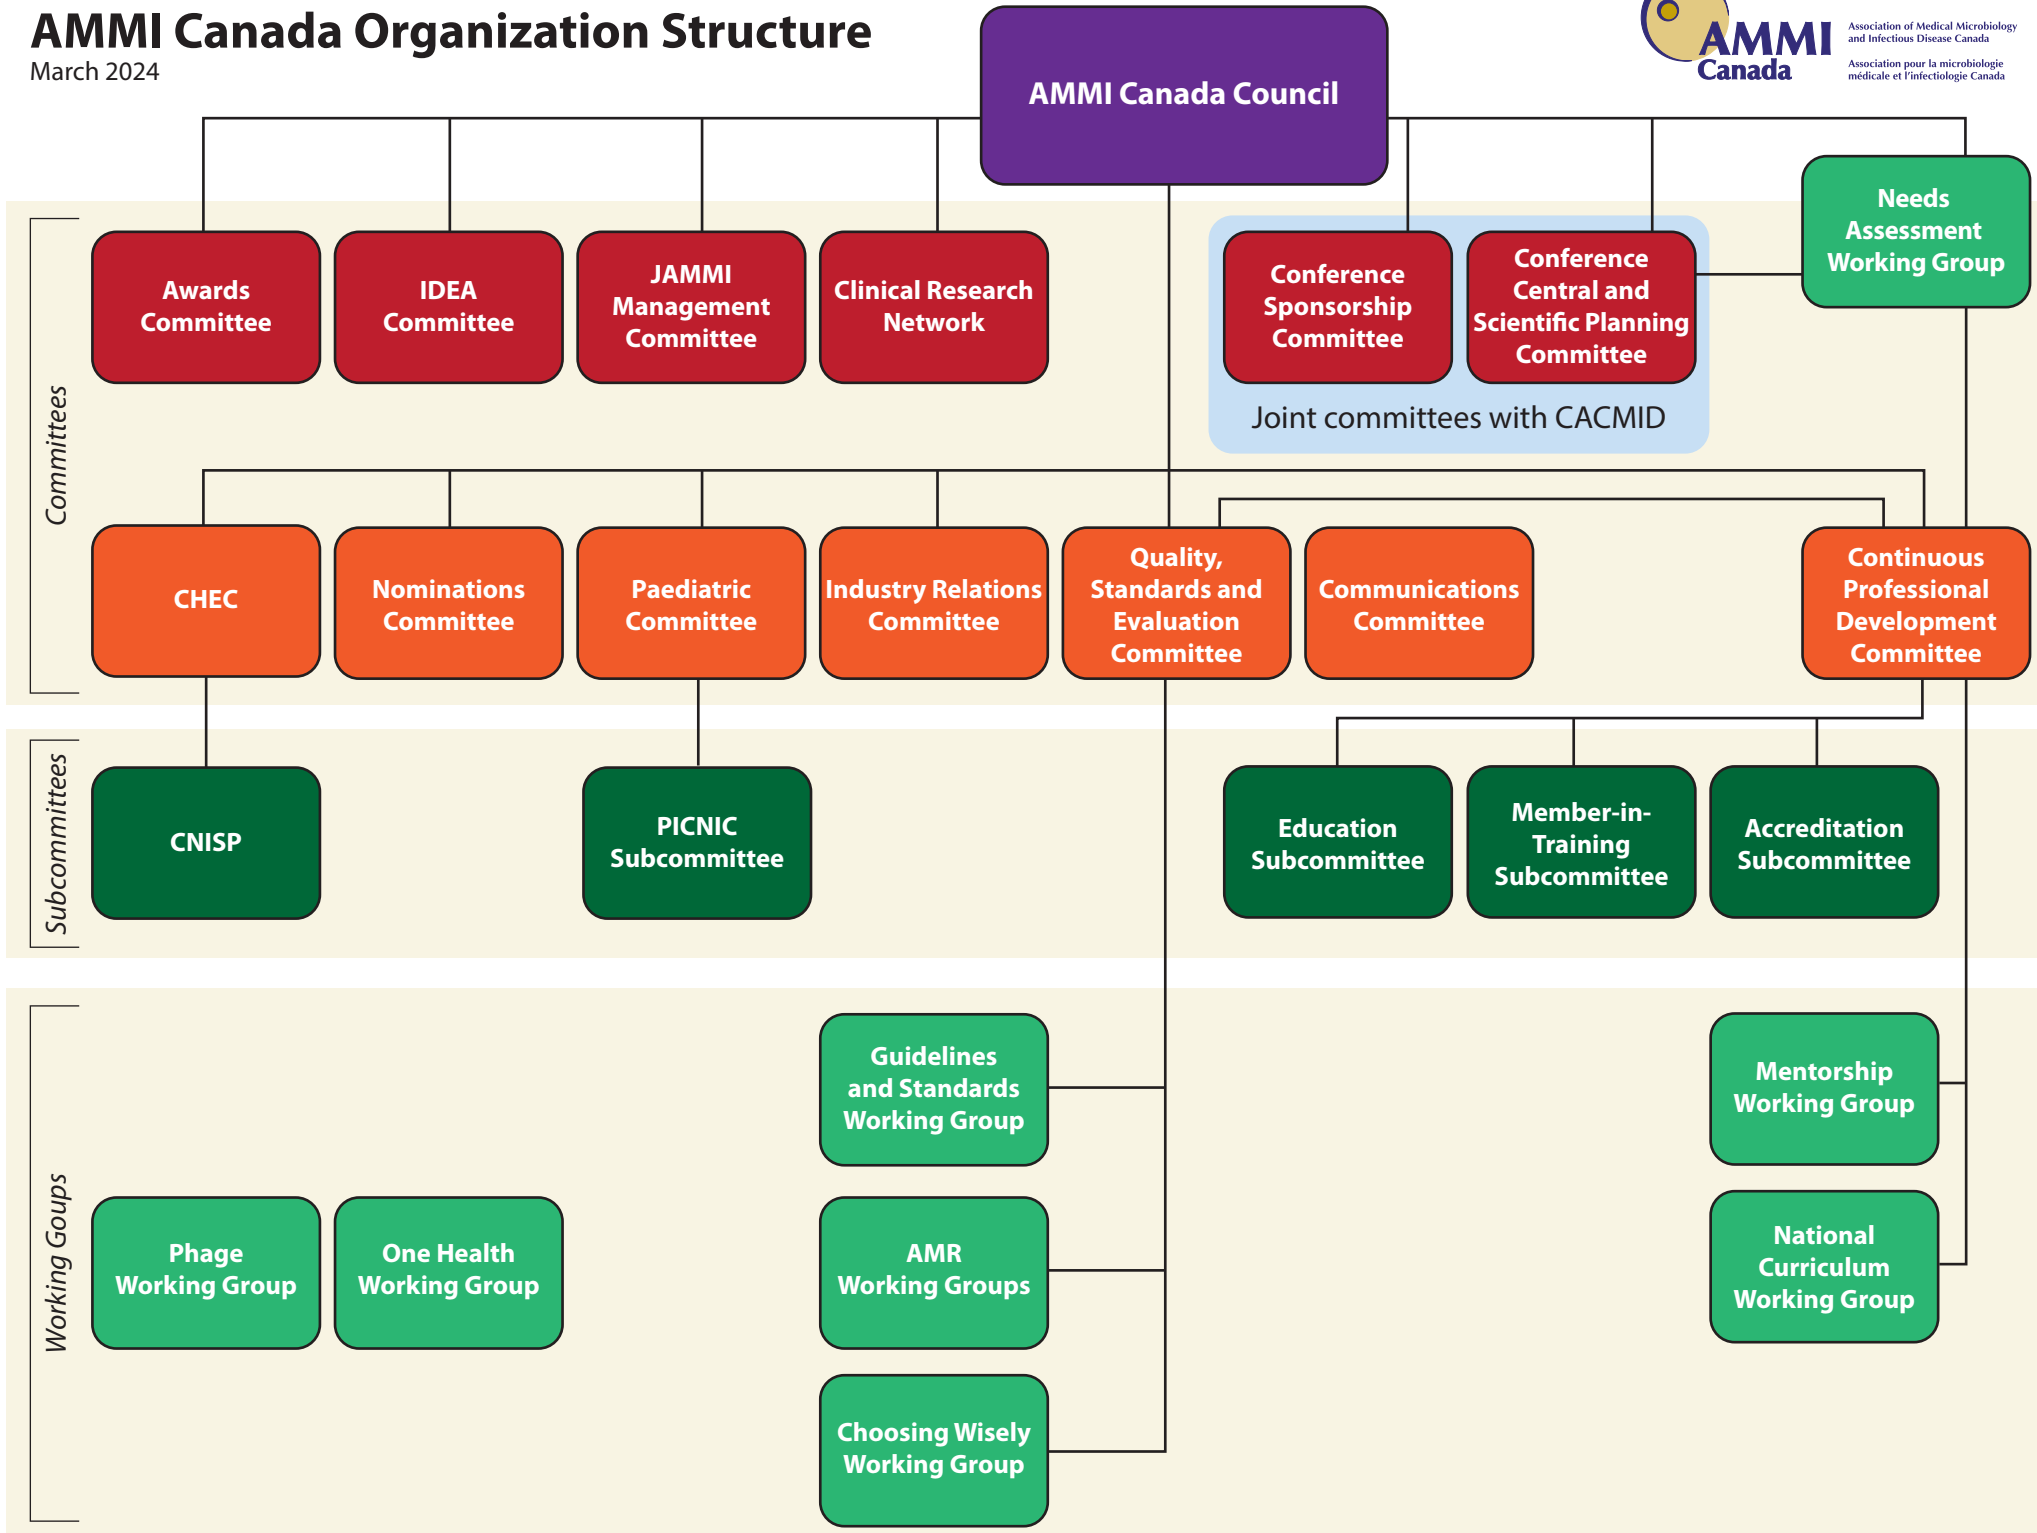 AMMI Canada Organization Structure
March 2024
AMMI Canada Council
AMMI
Canada
Association of Medical Microbiology
and Infectious Disease Canada
Association pour la microbiologie
médicale et l'infectiologie Canada
Needs
Assessment
Working Group
Committees
Awards
Committee
IDEA
Committee
JAMMI
Management
Committee
Clinical Research
Network
Conference
Sponsorship
Committee
Conference
Central and
Scientific Planning
Committee
Joint committees with CACMID
CHEC
Nominations
Committee
Paediatric
Committee
Industry Relations
Committee
Quality,
Standards and
Evaluation
Committee
Communications
Committee
Continuous
Professional
Development
Committee
Subcommittees
CNISP
PICNIC
Subcommittee
Education
Subcommittee
Member-in-
Training
Subcommittee
Accreditation
Subcommittee
Working Goups
Guidelines
and Standards
Working Group
Mentorship
Working Group
Phage
Working Group
One Health
Working Group
AMR
Working Groups
National
Curriculum
Working Group
Choosing Wisely
Working Group